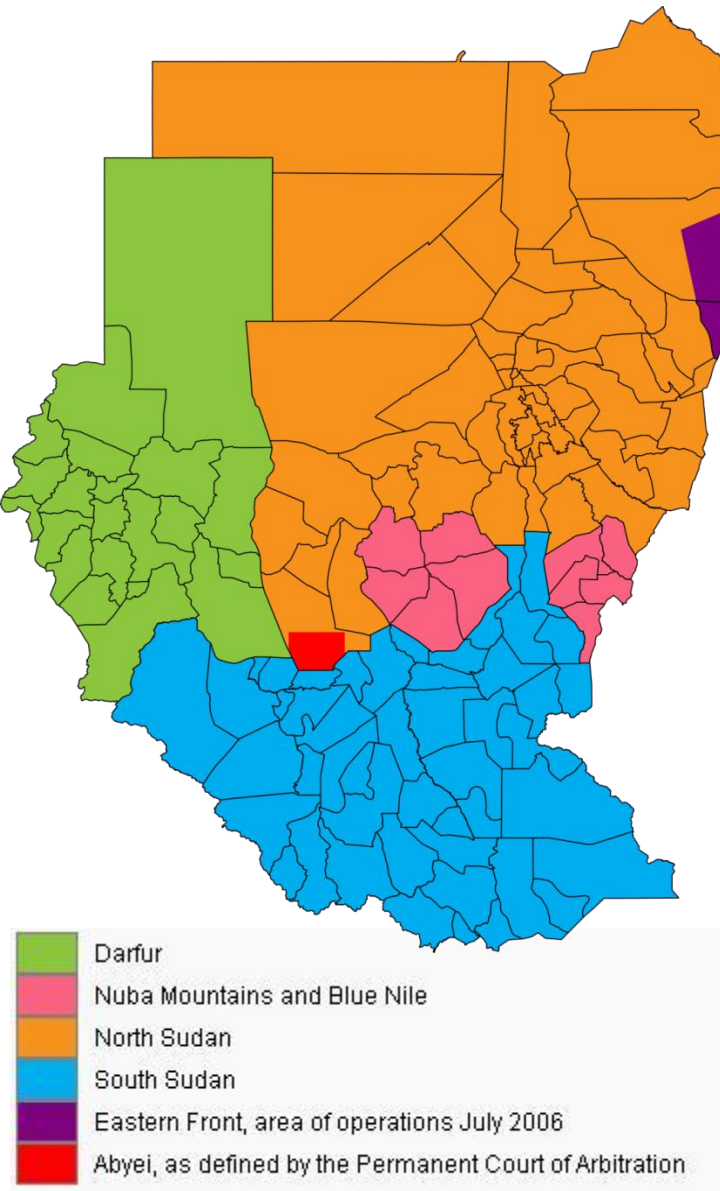 Darfur
Nuba Mountains and Blue Nile
North Sudan
South Sudan
Eastern Front, area of operations July 2006
Abyei, as defined by the Permanent Court of Arbitration